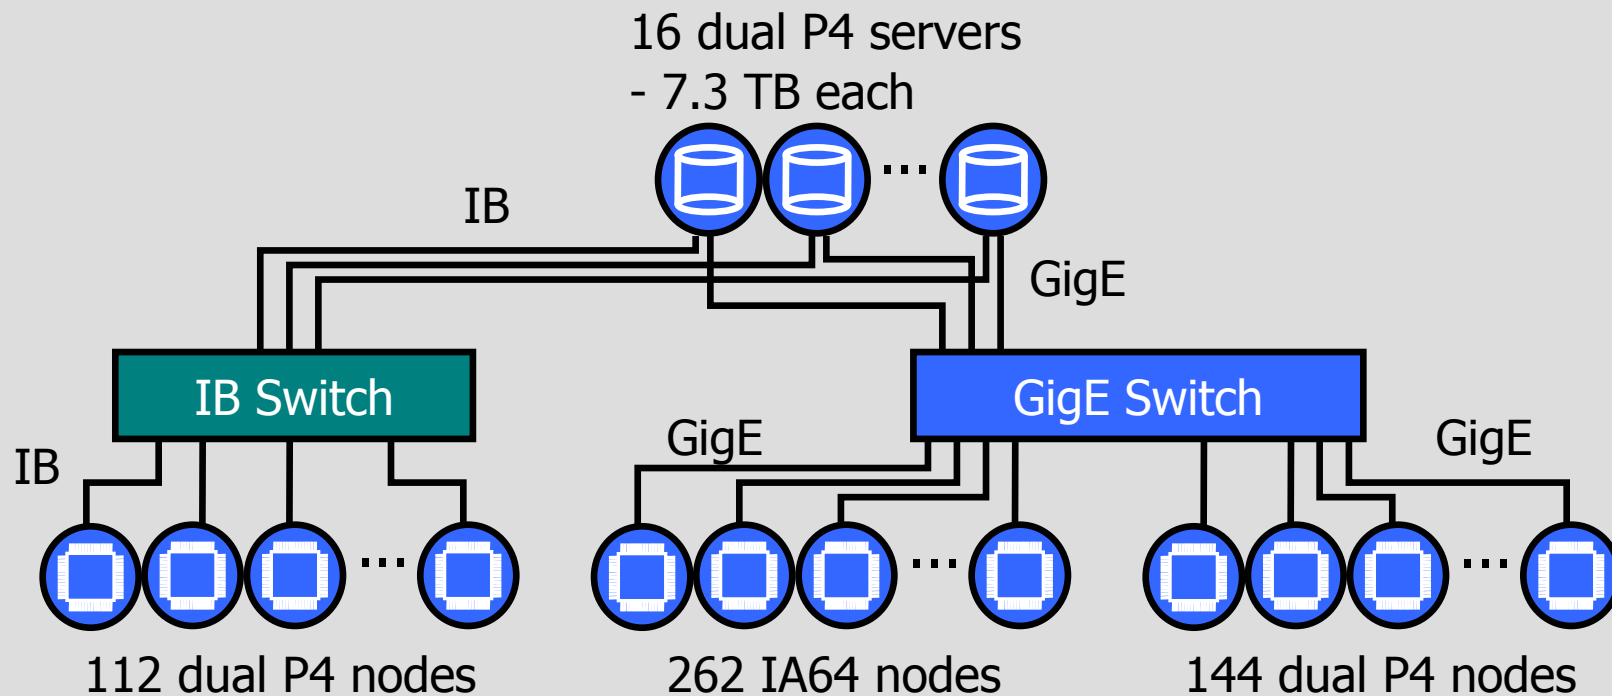 16 dual P4 servers
- 7.3 TB each
IB
GigE
IB Switch
GigE Switch
IB
GigE
GigE
112 dual P4 nodes
262 IA64 nodes
144 dual P4 nodes